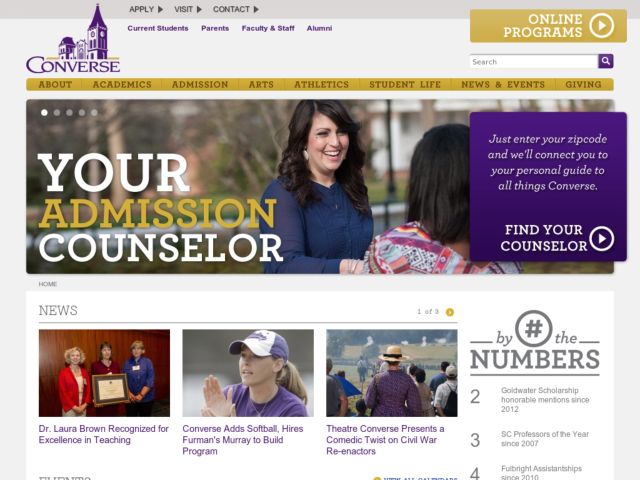 APPLY VISIT CONTACT
Current Students Parents Faculty & Staff Alumni
CONVERSE
ONLINE
PROGRAMS
Search
ABOUT ACADEMICS ADMISSION ARTS ATHLETICS STUDENT LIFE NEWS & EVENTS GIVING
YOUR
ADMISSION
COUNSELOR
Just enter your zipcode
and we'll connect you to
your personal guide to
all things Converse.
FIND YOUR
COUNSELOR
HOME
NEWS
1 of 3
Dr. Laura Brown Recognized for
Excellence in Teaching
Converse Adds Softball, Hires
Furman's Murray to Build
Program
Theatre Converse Presents a
Comedic Twist on Civil War
Re-enactors
by # the
NUMBERS
2 Goldwater Scholarship
honorable mentions since
2012
3 SC Professors of the Year
since 2007
4 Fulbright Assistantships
since 2010
EVENTS
VIEW ALL CALENDARS